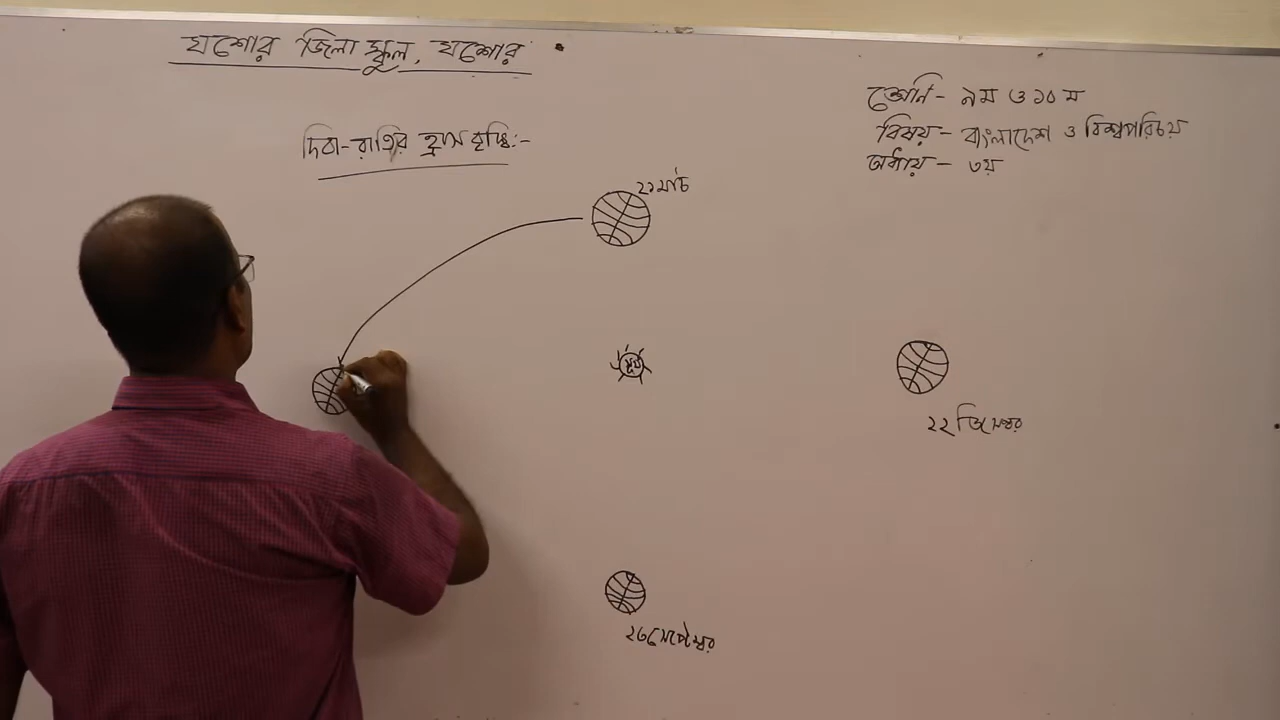 যশোর জিলা স্কুল, যশোর
শ্রেণি- ৯ম ও ১০ম
বিষয়- বাংলাদেশ ও বিশ্বপরিচয়
অধ্যায়- ৩য়
দিবা-রাত্রির হ্রাস বৃদ্ধি:-
২১মার্চ
সূর্য
২২ ডিসেম্বর
২৩সেপ্টেম্বর